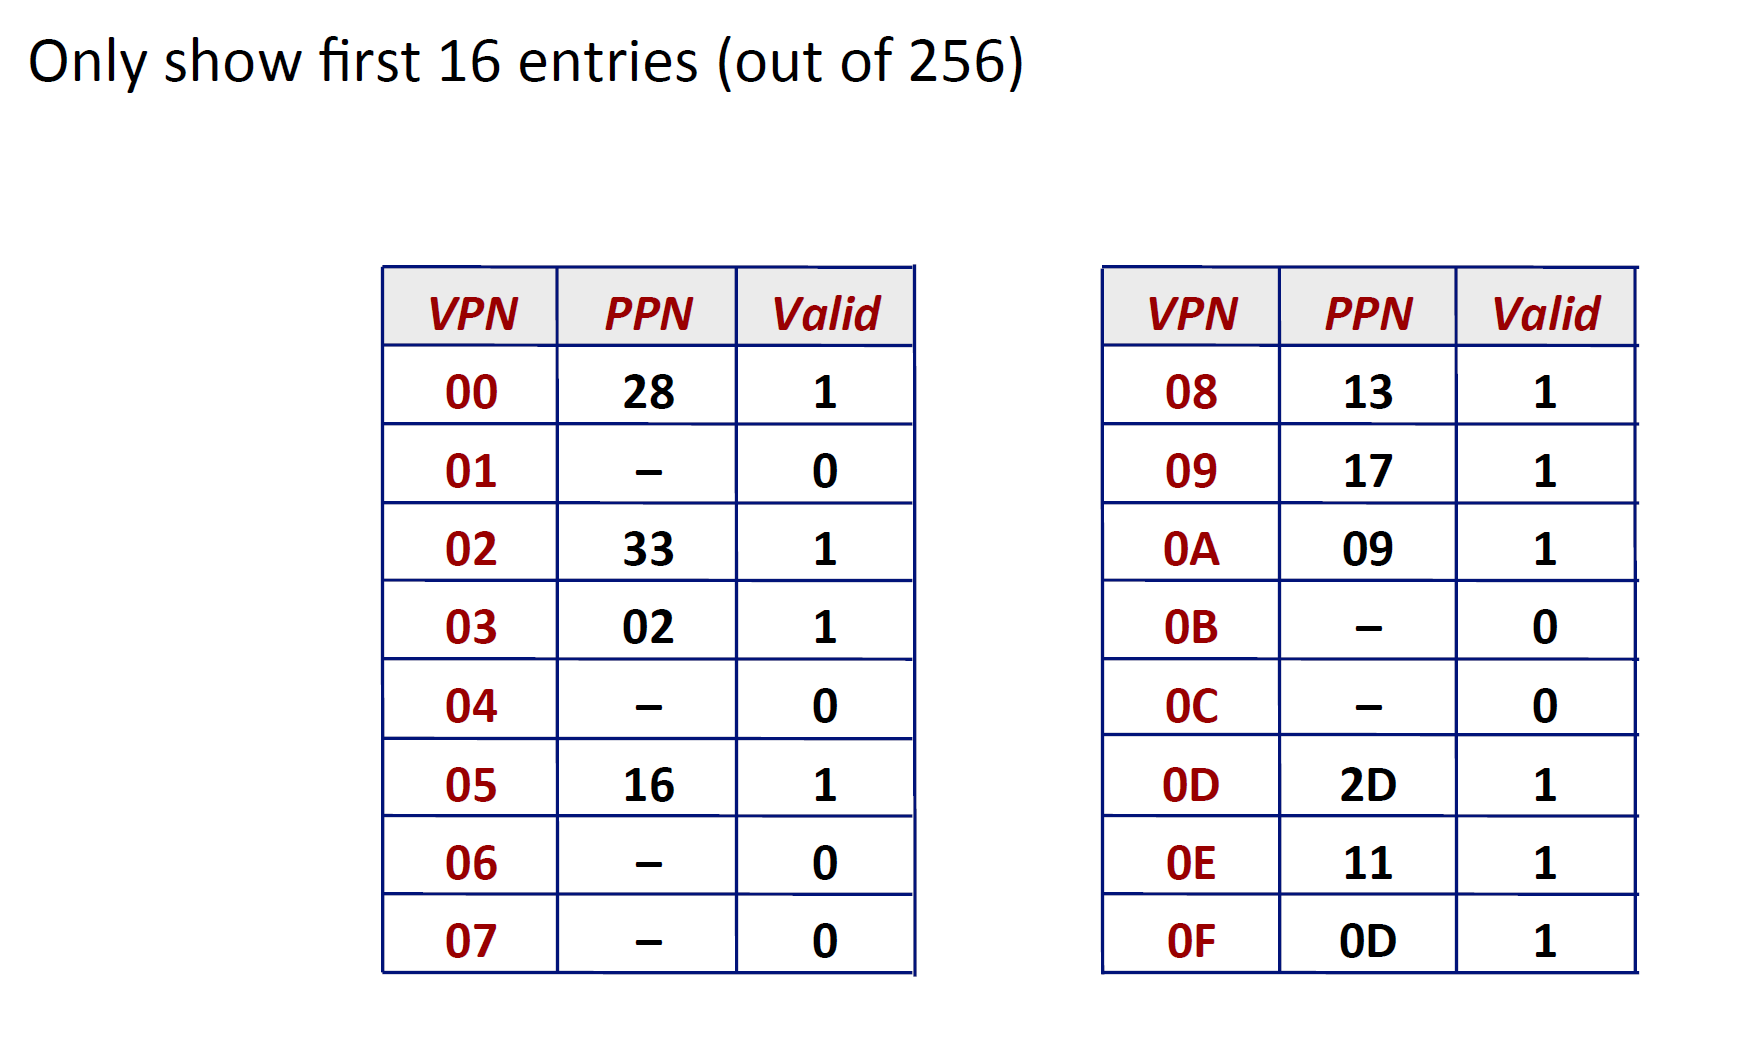 Only show first 16 entries (out of 256)
VPN PPN Valid
00 28 1
01 – 0
02 33 1
03 02 1
04 – 0
05 16 1
06 – 0
07 – 0
VPN PPN Valid
08 13 1
09 17 1
0A 09 1
0B – 0
0C – 0
0D 2D 1
0E 11 1
0F 0D 1